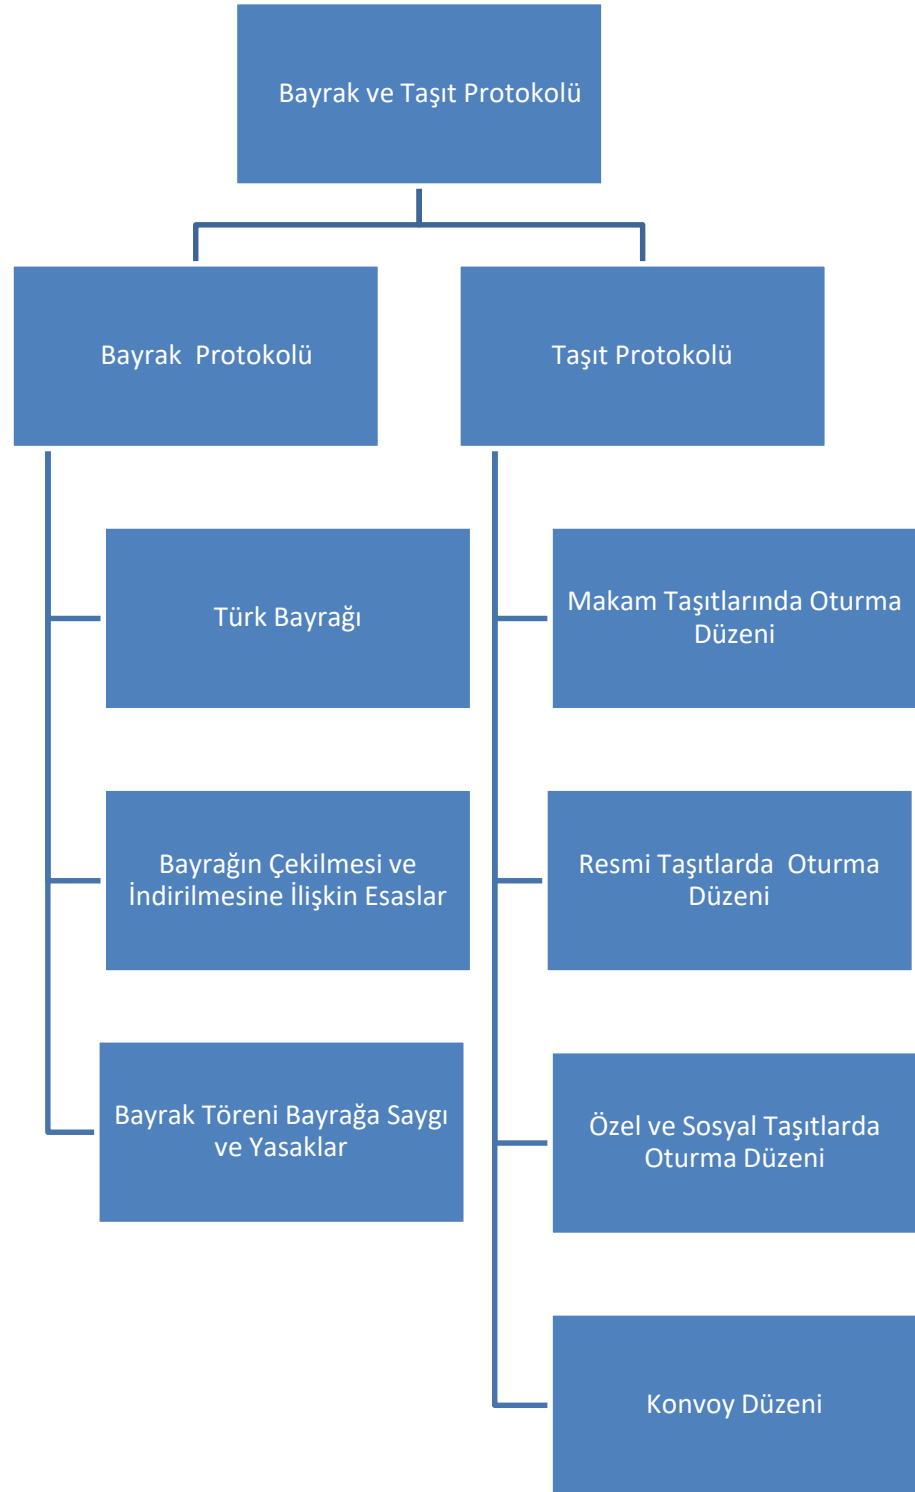 Bayrak ve Taşıt Protokolü
Bayrak  Protokolü
Türk Bayrağı
Bayrağın Çekilmesi ve
İndirilmesine İlişkin Esaslar
Bayrak Töreni Bayrağa Saygı
ve Yasaklar
Taşıt Protokolü
Makam Taşıtlarında Oturma
Düzeni
Resmi Taşıtlarda  Oturma
Düzeni
Özel ve Sosyal Taşıtlarda
Oturma Düzeni
Konvoy Düzeni